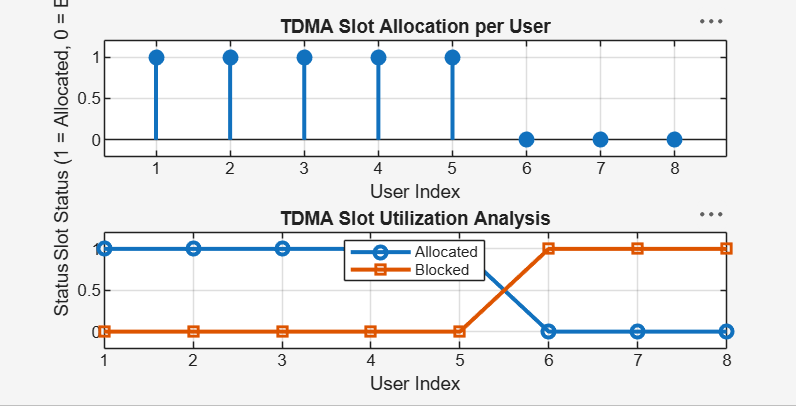 TDMA Slot Allocation per User
Slot Status (1 = Allocated, 0 =
1
0.5
0
1 2 3 4 5 6 7 8
User Index
TDMA Slot Utilization Analysis
Status
1
0.5
0
Allocated
Blocked
1 2 3 4 5 6 7 8
User Index